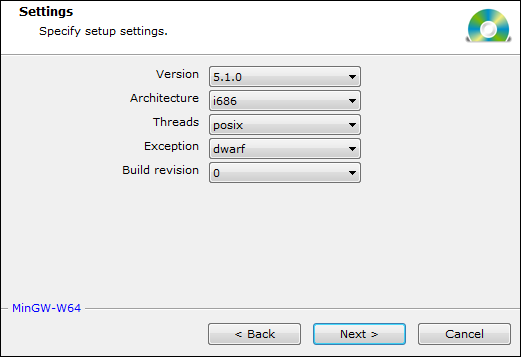 Settings
Specify setup settings.
Version 5.1.0
Architecture i686
Threads posix
Exception dwarf
Build revision 0
MinGW-W64
< Back Next > Cancel